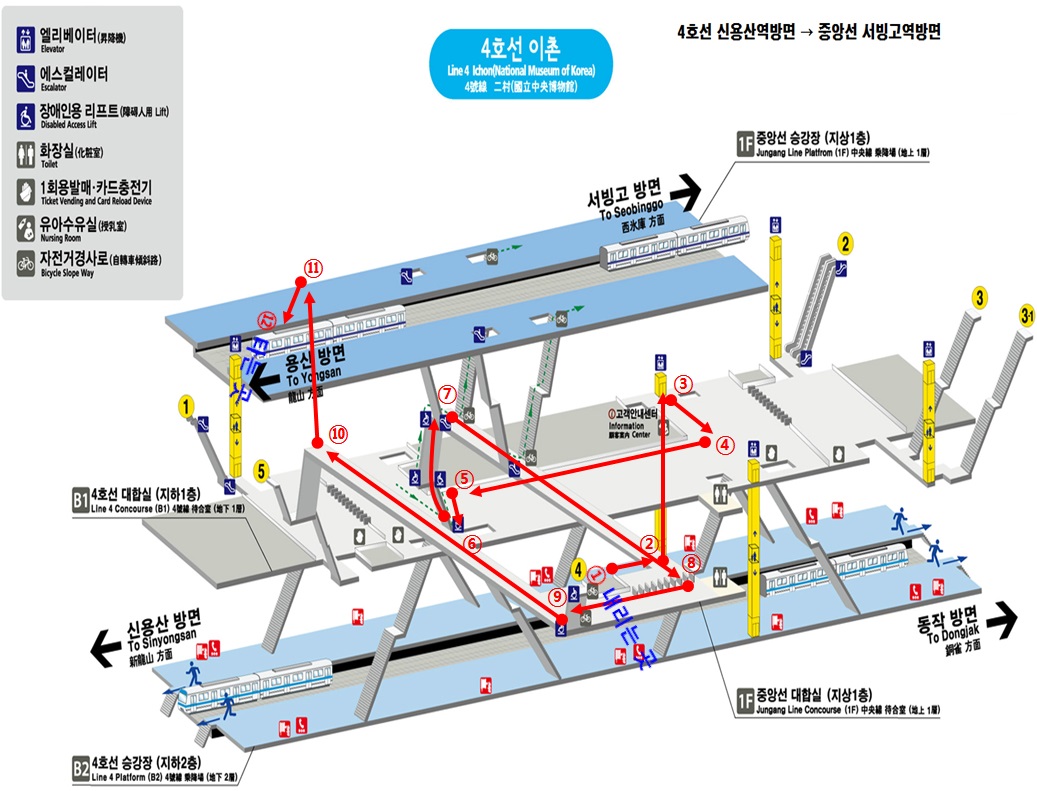 4호선 신용산역방면 → 중앙선 서빙고역방면
4호선 이촌
Line 4 Ichon(National Museum of Korea)
4號線 二村(國立中央博物館)
엘리베이터(昇降機)
Elevator
에스컬레이터
Escalator
장애인용 리프트(障碍人用 Lift)
Disabled Access Lift
화장실(化粧室)
Toilet
1회용발매·카드충전기
Ticket Vending and Card Reload Device
유아수유실(授乳室)
Nursing Room
자전거경사로(自轉車傾斜路)
Bicycle Slope Way
1F 중앙선 승강장 (지상1층)
Jungang Line Platfrom (1F) 中央線 乘降場 (地上 1層)
서빙고 방면
To Seobinggo
西氷庫 方面
2
3
3-1
⑪
⑫
타는 곳
용산 방면
To Yongsan
龍山 方面
1
⑦
③
①고객안내센터
Information
顧客案內 Center
④
⑩
5
⑤
B1 4호선 대합실 (지하1층)
Line 4 Concourse (B1) 4號線 待合室 (地下 1層)
⑥
②
⑧
4
①
⑨
내리는 곳
신용산 방면
To Sinyongsan
新龍山 方面
동작 방면
To Dongjak
銅雀 方面
1F 중앙선 대합실 (지상1층)
Jungang Line Concourse (1F) 中央線 待合室 (地上 1層)
B2 4호선 승강장 (지하2층)
Line 4 Platform (B2) 4號線 乘降場 (地下 2層)